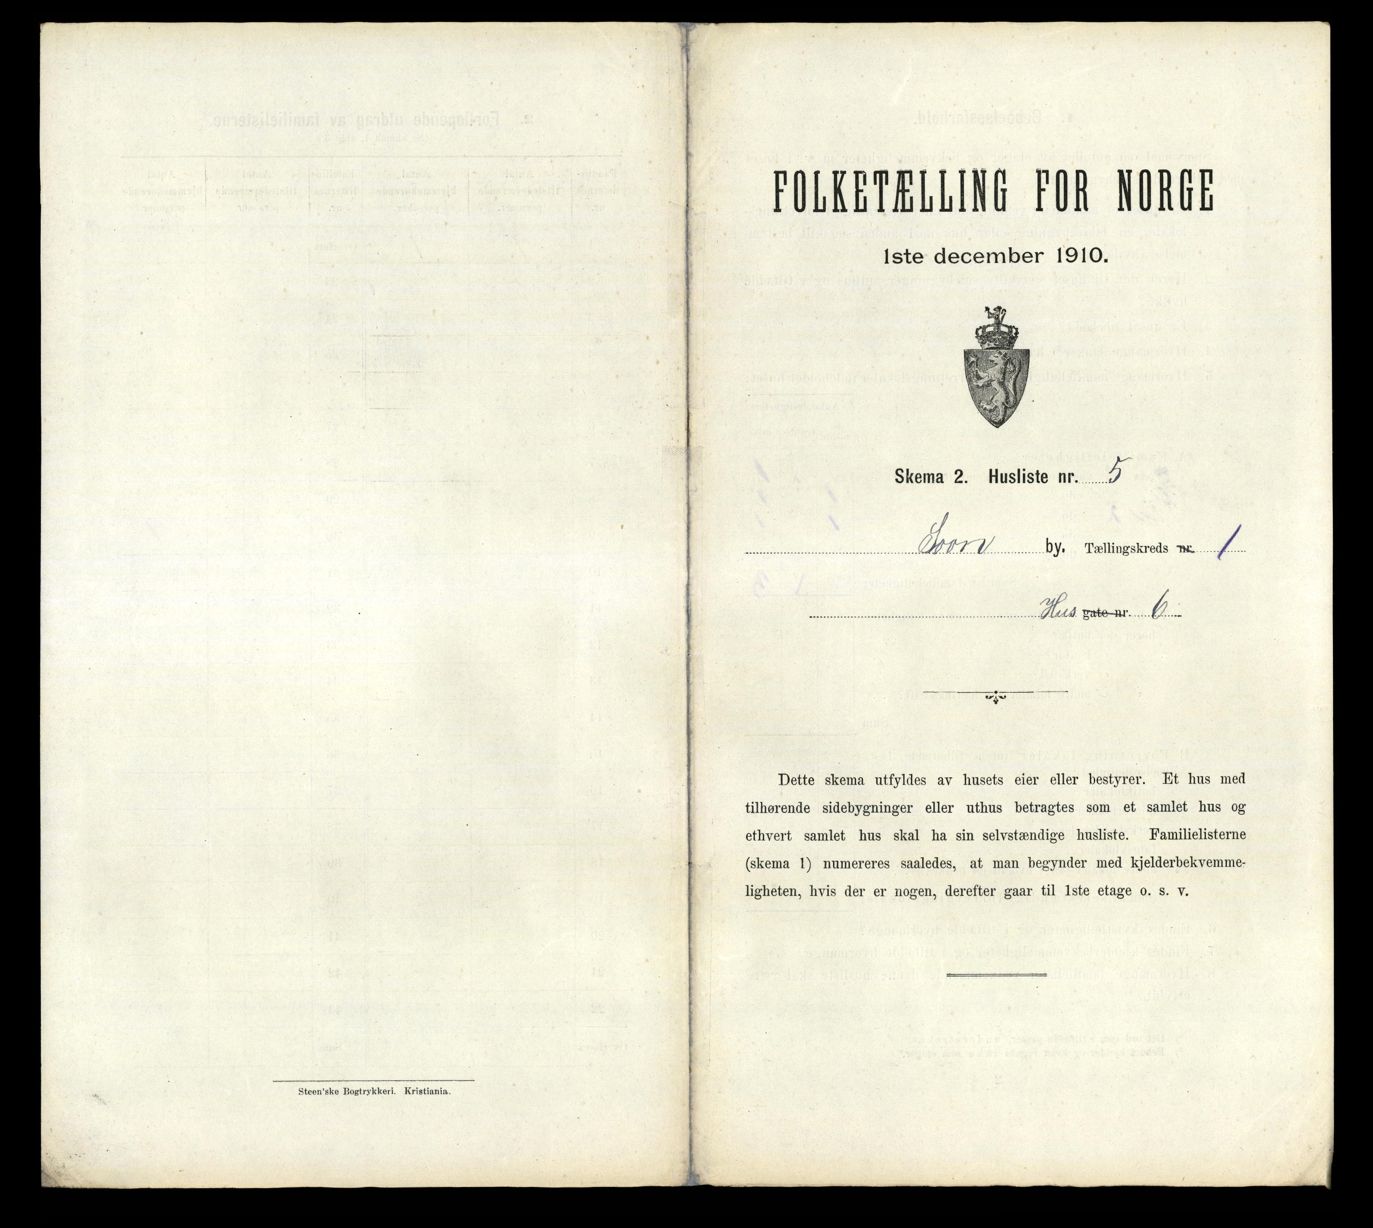 FOLKETÆLLING FOR NORGE
1ste december 1910.
Skema 2. Husliste nr. 5
Soon by. Tællingskreds nr. 1
Hus gate nr. 6
Dette skema utfyldes av husets eier eller bestyrer. Et hus med
tilhørende sidebygninger eller uthus betragtes som et samlet hus og
ethvert samlet hus skal ha sin selvstændige husliste. Familielisterne
(skema 1) numereres saaledes, at man begynder med kjelderbekvemme-
ligheten, hvis der er nogen, derefter gaar til 1ste etage o. s. v.
Steen'ske Bogtrykkeri. Kristiania.